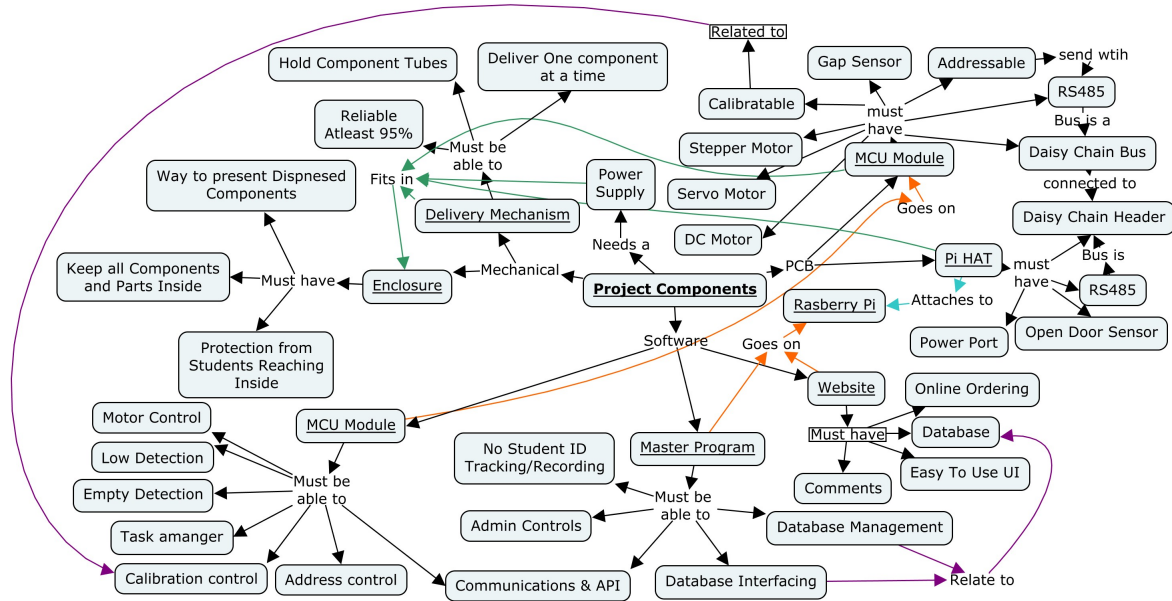 Related to
Hold Component Tubes
Deliver One component
at a time
Gap Sensor
Addressable
send wtih
RS485
Calibratable
Reliable
Atleast 95%
must
have
Bus is a
Must be
able to
Stepper Motor
MCU Module
Daisy Chain Bus
Way to present Dispnesed
Components
Fits in
Power
Supply
Servo Motor
connected to
Delivery Mechanism
Goes on
Daisy Chain Header
Needs a
DC Motor
Keep all Components
and Parts Inside
Must have
Enclosure
Mechanical
Project Components
PCB
Pi HAT
must
have
Bus is
RS485
Rasberry Pi
Attaches to
Protection from
Students Reaching
Inside
Software
Goes on
Power Port
Open Door Sensor
Website
Online Ordering
Motor Control
MCU Module
No Student ID
Tracking/Recording
Master Program
Must have
Database
Low Detection
Easy To Use UI
Empty Detection
Must be
able to
Comments
Must be
able to
Task amanger
Admin Controls
Database Management
Calibration control
Address control
Communications & API
Database Interfacing
Relate to